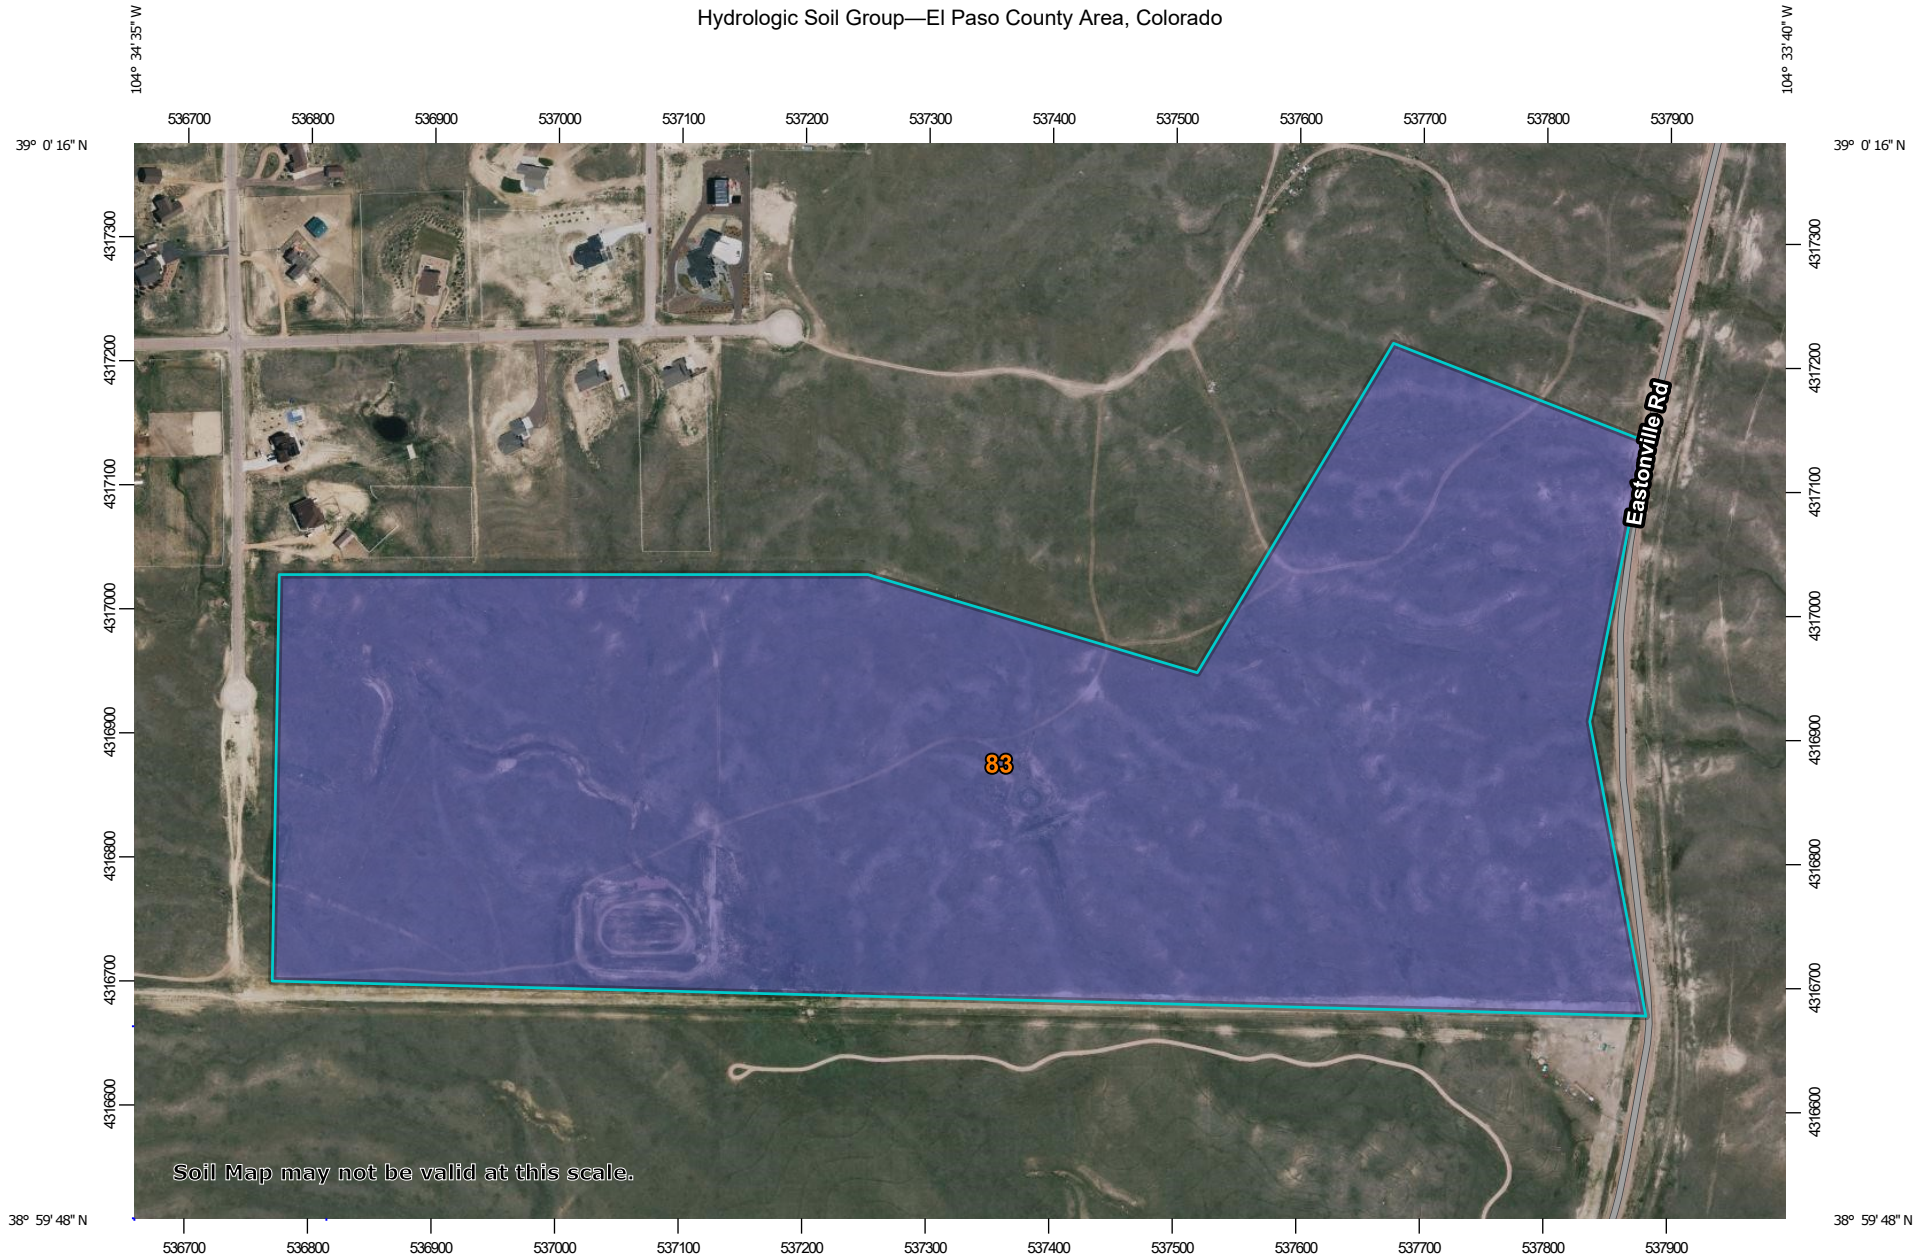 Hydrologic Soil Group—El Paso County Area, Colorado
104° 34' 35" W
104° 33' 40" W
536700 536800 536900 537000 537100 537200 537300 537400 537500 537600 537700 537800 537900
39° 0' 16" N
39° 0' 16" N
4317300
4317300
4317200
4317200
Eastonville Rd
4317100
4317100
4317000
4317000
4316900
4316900
83
4316800
4316800
4316700
4316700
4316600
4316600
Soil Map may not be valid at this scale.
38° 59' 48" N
38° 59' 48" N
536700 536800 536900 537000 537100 537200 537300 537400 537500 537600 537700 537800 537900